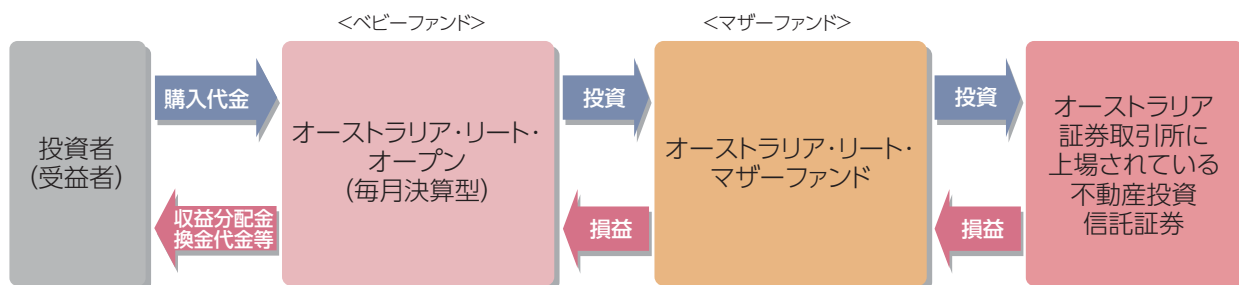 <ベビーファンド>
<マザーファンド>
投資者
(受益者)
購入代金
収益分配金
換金代金等
オーストラリア・リート・
オープン
(毎月決算型)
投資
損益
オーストラリア・リート・
マザーファンド
投資
損益
オーストラリア
証券取引所に
上場されている
不動産投資
信託証券